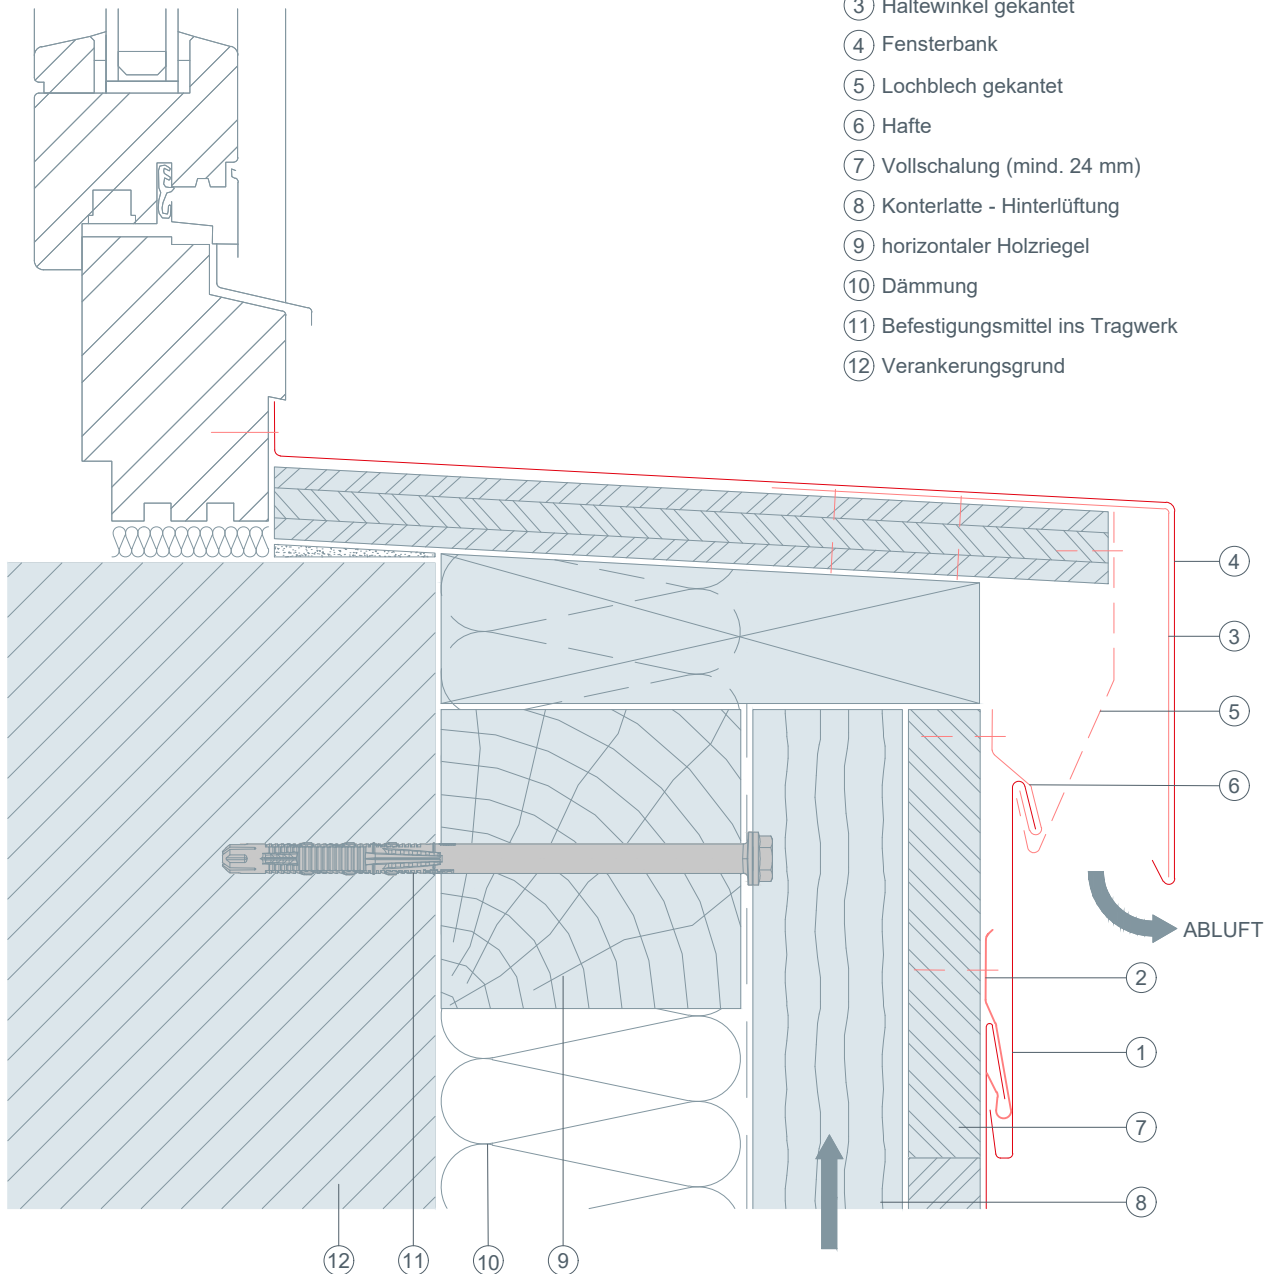 3 Haltewinkel gekantet
4 Fensterbank
5 Lochblech gekantet
6 Hafte
7 Vollschalung (mind. 24 mm)
8 Konterlatte - Hinterlüftung
9 horizontaler Holzriegel
10 Dämmung
11 Befestigungsmittel ins Tragwerk
12 Verankerungsgrund
4
3
5
6
ABLUFT
2
1
7
8
12 11 10 9